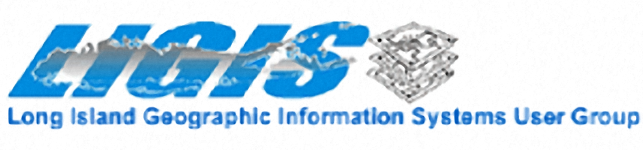 LIGIS
Long Island Geographic Information Systems User Group